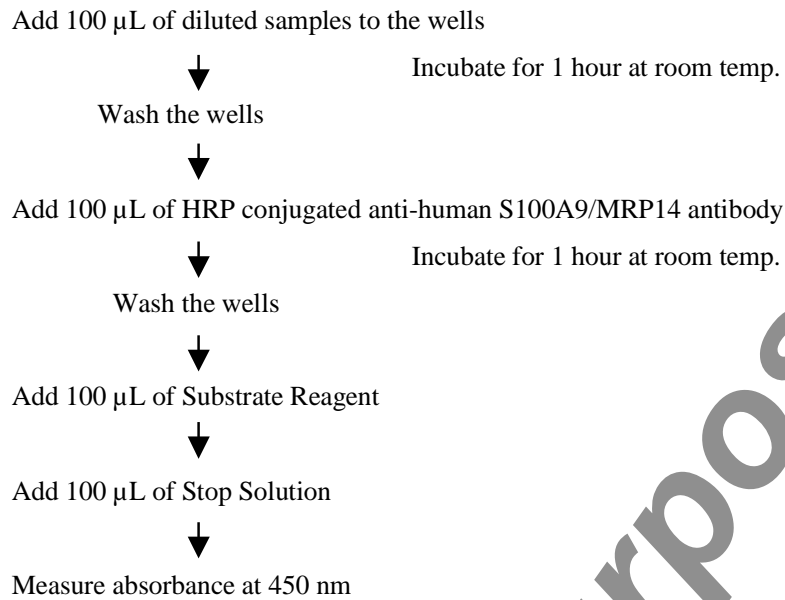 Add 100 µL of diluted samples to the wells
Incubate for 1 hour at room temp.
Wash the wells
Add 100 µL of HRP conjugated anti-human S100A9/MRP14 antibody
Incubate for 1 hour at room temp.
Wash the wells
Add 100 µL of Substrate Reagent
Add 100 µL of Stop Solution
Measure absorbance at 450 nm